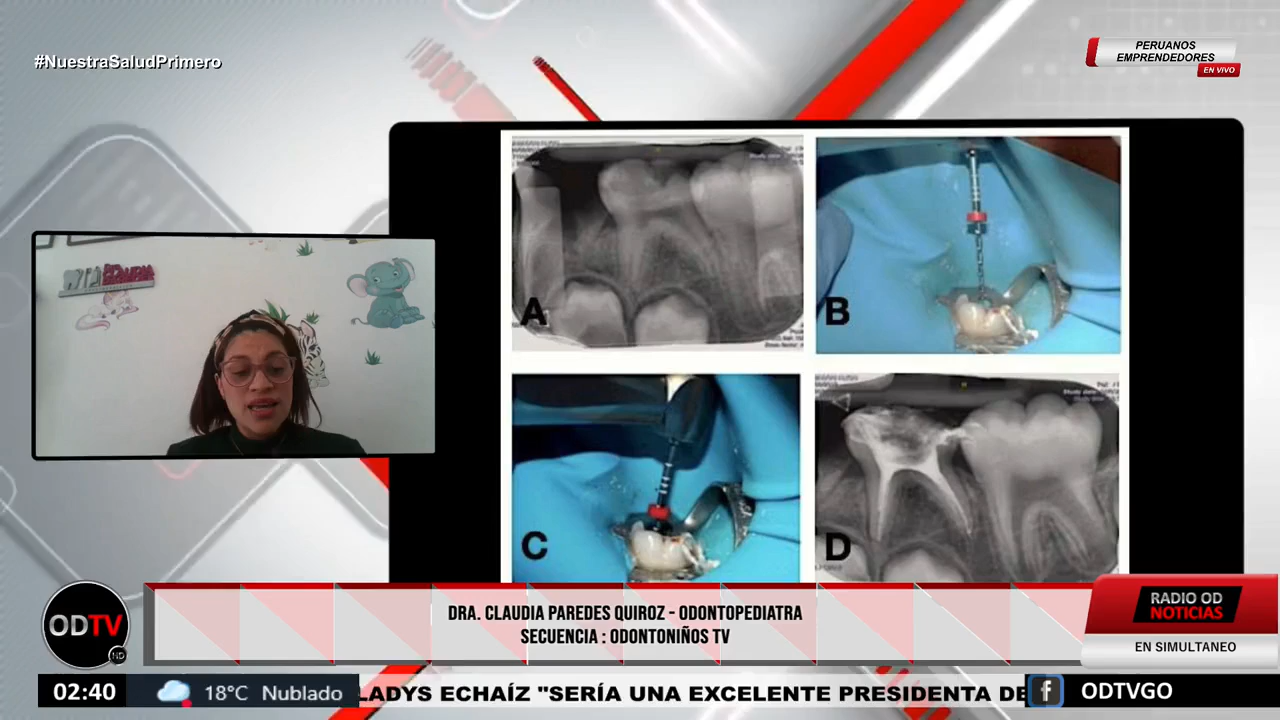 #NuestraSaludPrimero
PERUANOS
EMPRENDEDORES
EN VIVO
A
B
C
D
DRA. CLAUDIA PAREDES QUIROZ - ODONTOPEDIATRA
SECUENCIA : ODONTONIÑOS TV
ODTV
HD
RADIO OD
NOTICIAS
EN SIMULTANEO
02:40
18°C Nublado
LADYS ECHAÍZ "SERÍA UNA EXCELENTE PRESIDENTA DE
ODTVGO